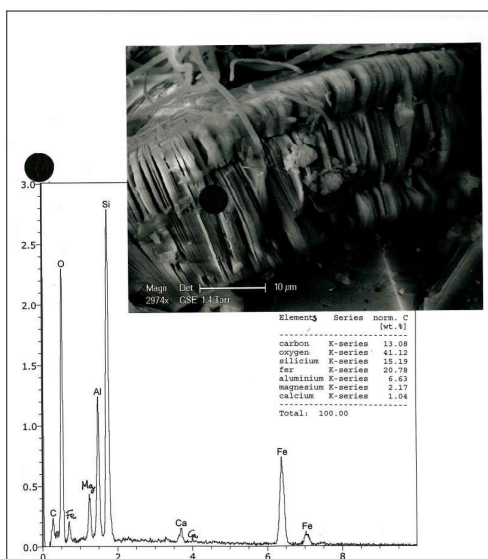 Magn Det 10 µm
2974x GSE 1.4 Torr
Elements Series norm. C
[wt.%]
carbon K-series 13.08
oxygen K-series 41.12
silicium K-series 15.19
fer K-series 20.78
aluminium K-series 6.63
magnesium K-series 2.17
calcium K-series 1.04
Total: 100.00
3.0
Si
2.5
O
2.0
1.5
Al
1.0
Fe
0.5
Mg
C
Fe
Ca
Ca
Fe
0.0
0 2 4 6 8